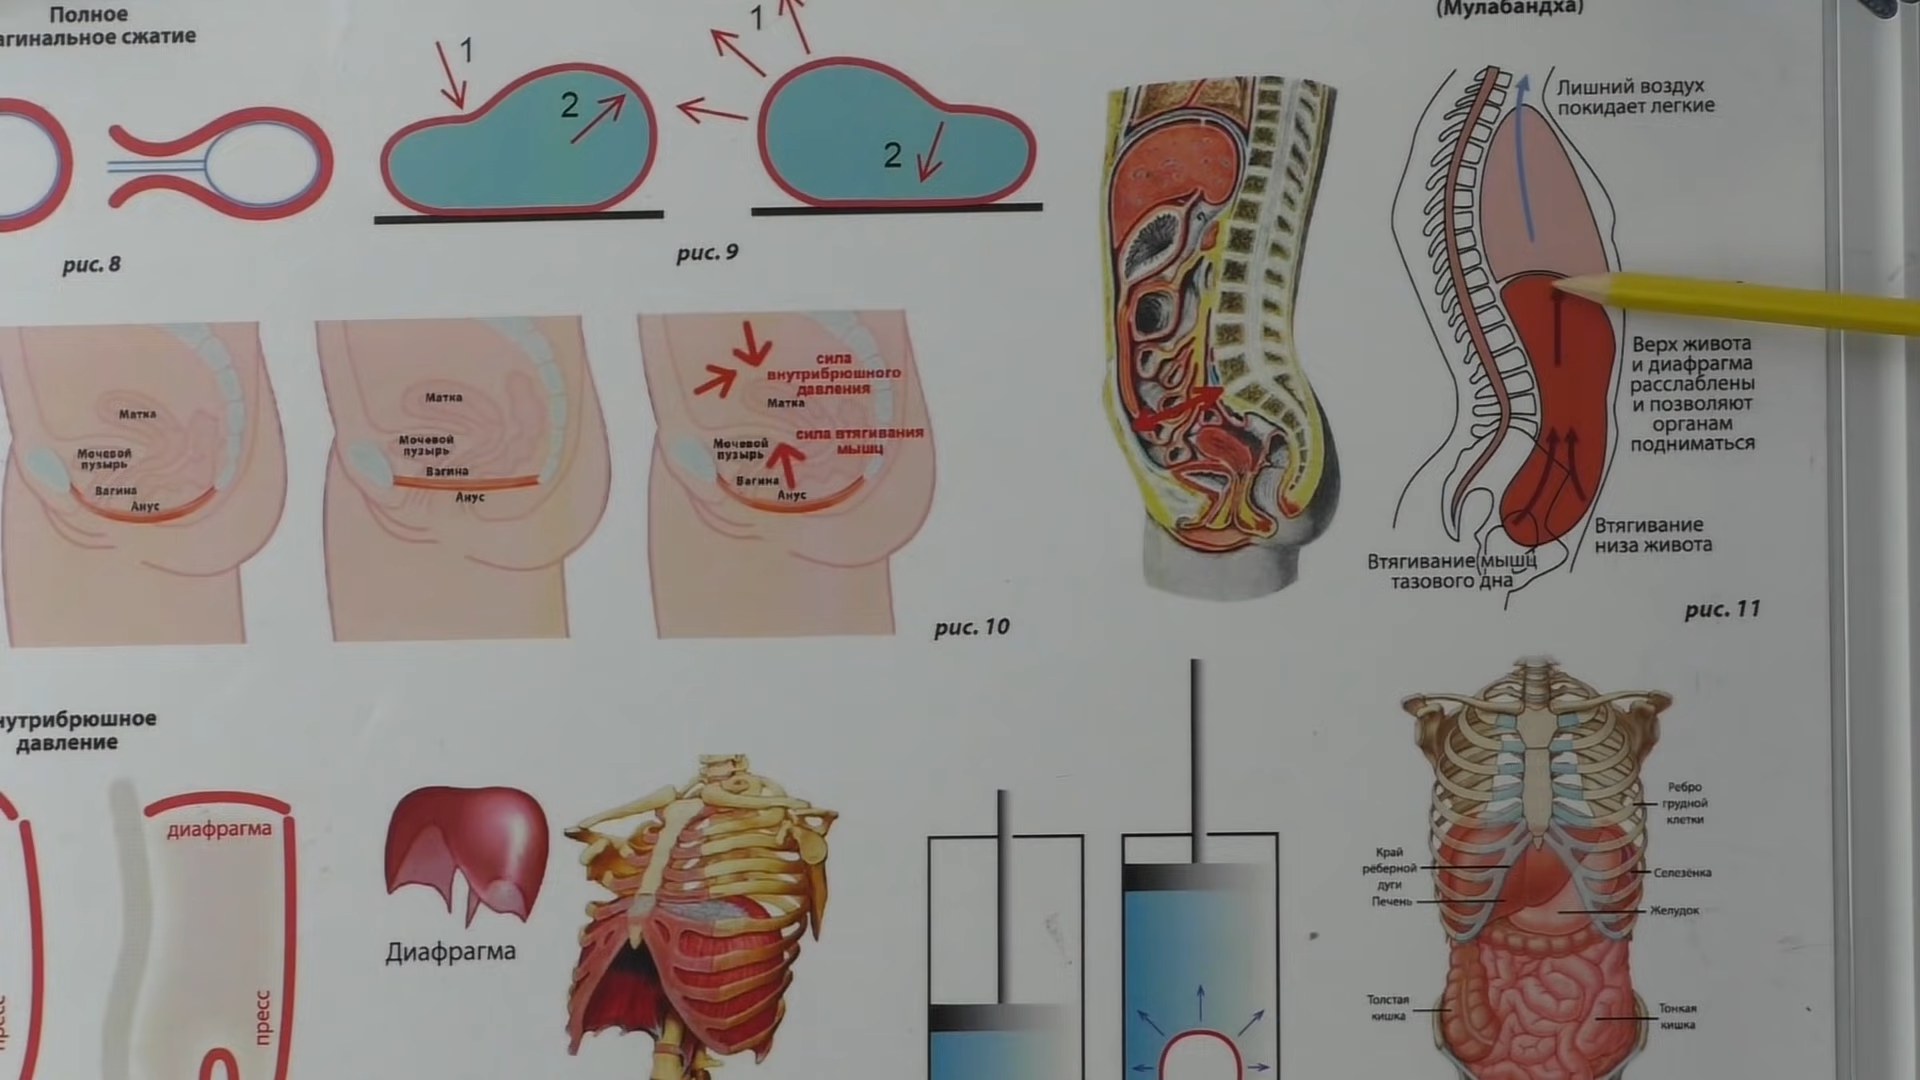 Полное
агинальное сжатие
рис. 8
1
2
1
2
рис. 9
(Мулабандха)
Лишний воздух
покидает легкие
Верх живота
и диафрагма
расслаблены
и позволяют
органам
подниматься
Втягивание
низа живота
Втягивание мышц
тазового дна
рис. 11
Матка
Мочевой
пузырь
Вагина
Анус
Матка
Мочевой
пузырь
Вагина
Анус
сила
внутрибрюшного
давления
Матка
сила втягивания
мышц
Мочевой
пузырь
Вагина
Анус
рис. 10
нутрибрюшное
давление
диафрагма
пресс
Диафрагма
Ребро
грудной
клетки
Край
рёберной
дуги
Печень
Селезёнка
Желудок
Толстая
кишка
Тонкая
кишка